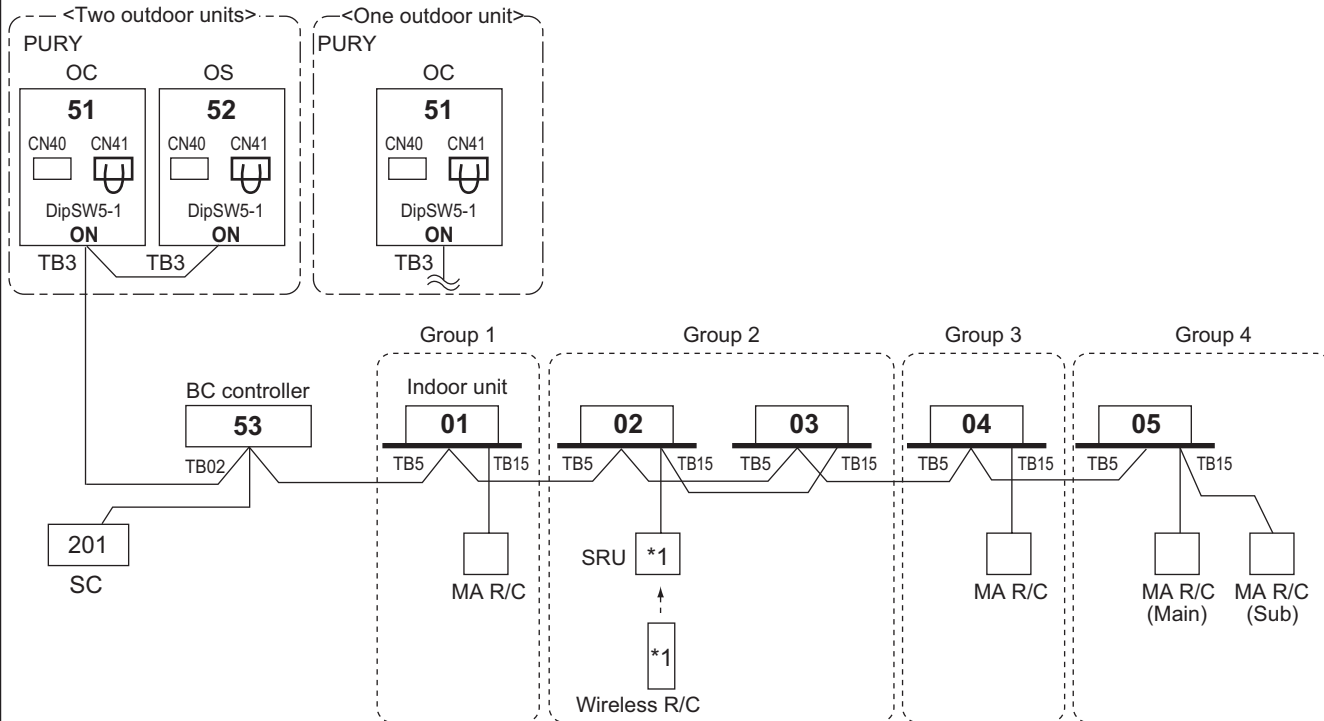 <Two outdoor units>
PURY
OC OS
51 52
CN40 CN41 CN40 CN41
DipSW5-1 DipSW5-1
ON ON
TB3 TB3
<One outdoor unit>
PURY
OC
51
CN40 CN41
DipSW5-1
ON
TB3
Group 1 Group 2 Group 3 Group 4
BC controller
53
TB02
201
SC
Indoor unit
01 02 03 04 05
TB5 TB15 TB5 TB15 TB5 TB15 TB5 TB15 TB5 TB15
MA R/C
SRU *1
*1
Wireless R/C
MA R/C
MA R/C
(Main)
MA R/C
(Sub)